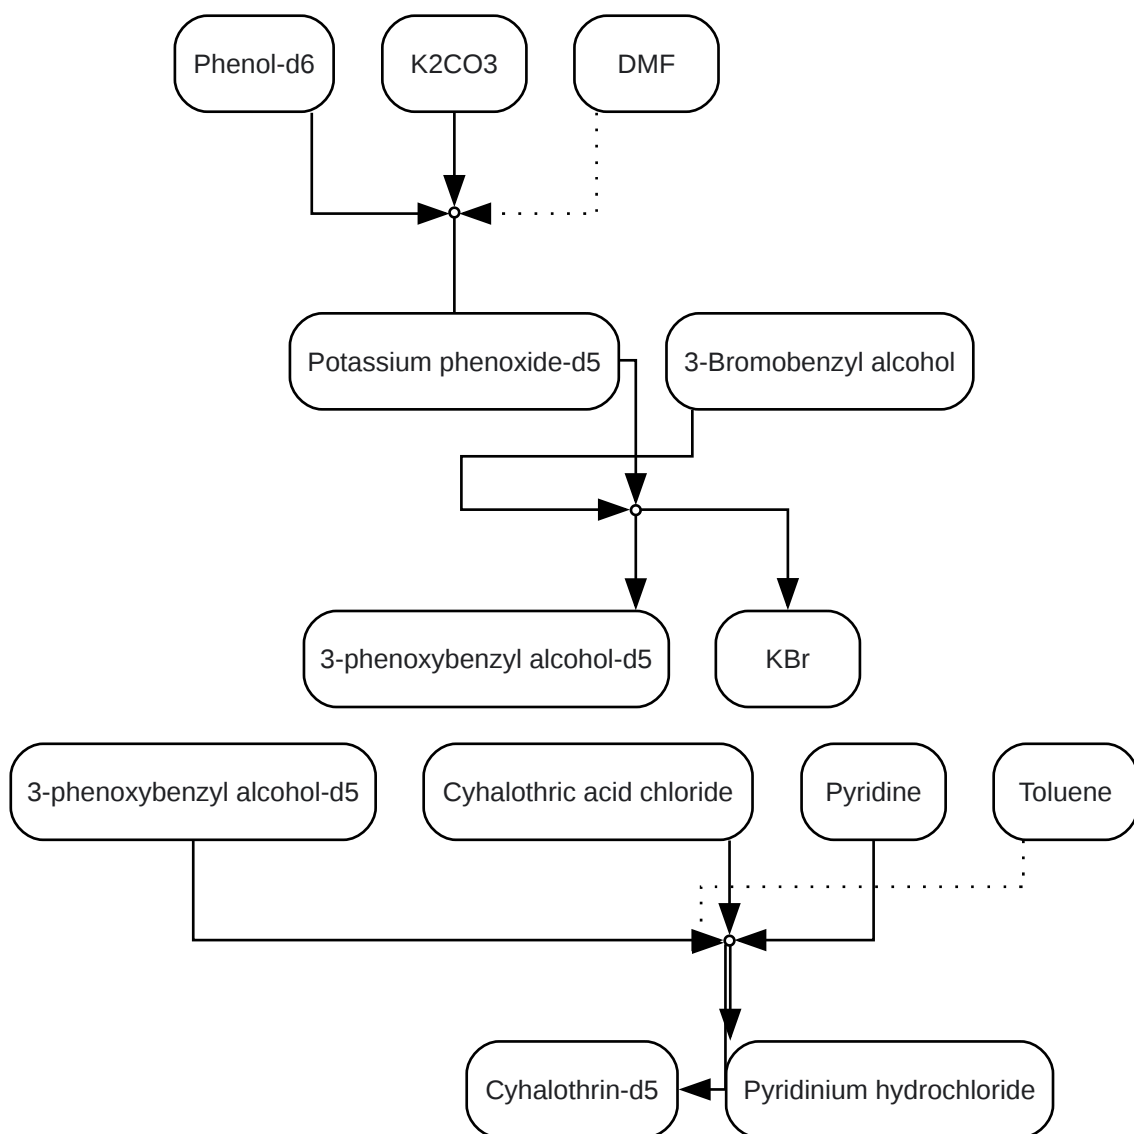 Phenol-d6
K2CO3
DMF
Potassium phenoxide-d5
3-Bromobenzyl alcohol
3-phenoxybenzyl alcohol-d5
KBr
3-phenoxybenzyl alcohol-d5
Cyhalothric acid chloride
Pyridine
Toluene
Cyhalothrin-d5
Pyridinium hydrochloride